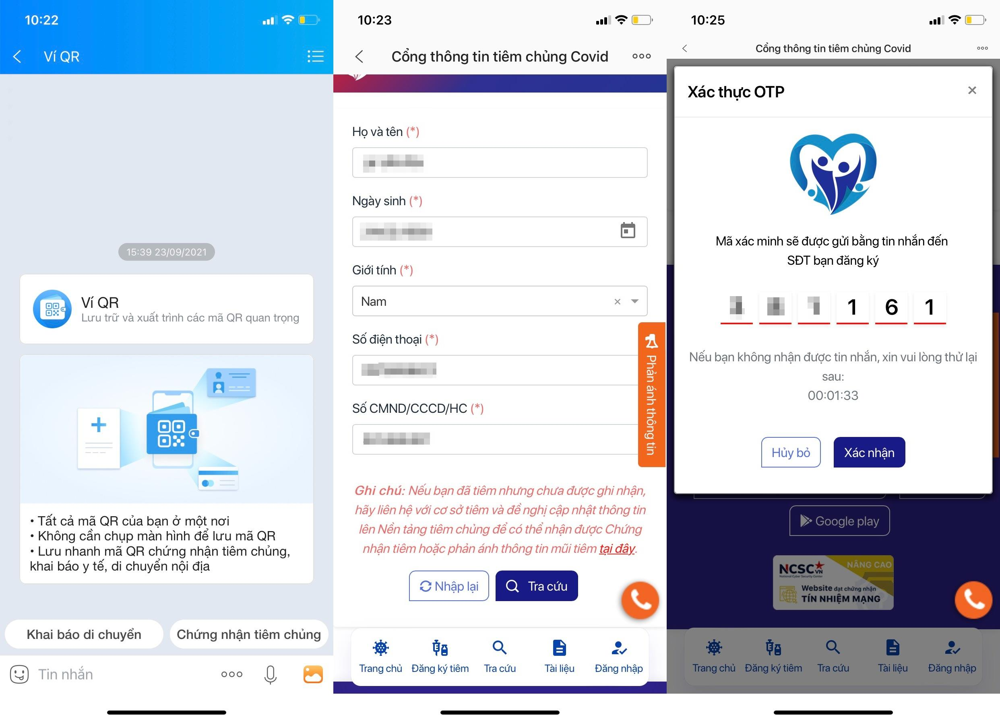 10:22
Ví QR
15:39 23/09/2021
Ví QR
Lưu trữ và xuất trình các mã QR quan trọng
• Tất cả mã QR của bạn ở một nơi
• Không cần chụp màn hình để lưu mã QR
• Lưu nhanh mã QR chứng nhận tiêm chủng,
khai báo y tế, di chuyển nội địa
Khai báo di chuyển
Chứng nhận tiêm chủng
Tin nhắn
10:23
Cổng thông tin tiêm chủng Covid
Họ và tên (*)
Ngày sinh (*)
Giới tính (*)
Nam
Số điện thoại (*)
Số CMND/CCCD/HC (*)
Phản ánh thông tin
Ghi chú: Nếu bạn đã tiêm nhưng chưa được ghi nhận,
hãy liên hệ với cơ sở tiêm và đề nghị cập nhật thông tin
lên Nền tảng tiêm chủng để có thể nhận được Chứng
nhận tiêm hoặc phản ánh thông tin mũi tiêm tại đây.
Nhập lại
Tra cứu
Trang chủ
Đăng ký tiêm
Tra cứu
Tài liệu
Đăng nhập
10:25
Cổng thông tin tiêm chủng Covid
Xác thực OTP
Mã xác minh sẽ được gửi bằng tin nhắn đến
SĐT bạn đăng ký
1 6 1
Nếu bạn không nhận được tin nhắn, xin vui lòng thử lại
sau:
00:01:33
Hủy bỏ
Xác nhận
Google play
NCSC.VN
National Cyber Security Center
NÂNG CAO
Website đạt chứng nhận
TÍN NHIỆM MẠNG
Trang chủ
Đăng ký tiêm
Tra cứu
Tài liệu
Đăng nhập